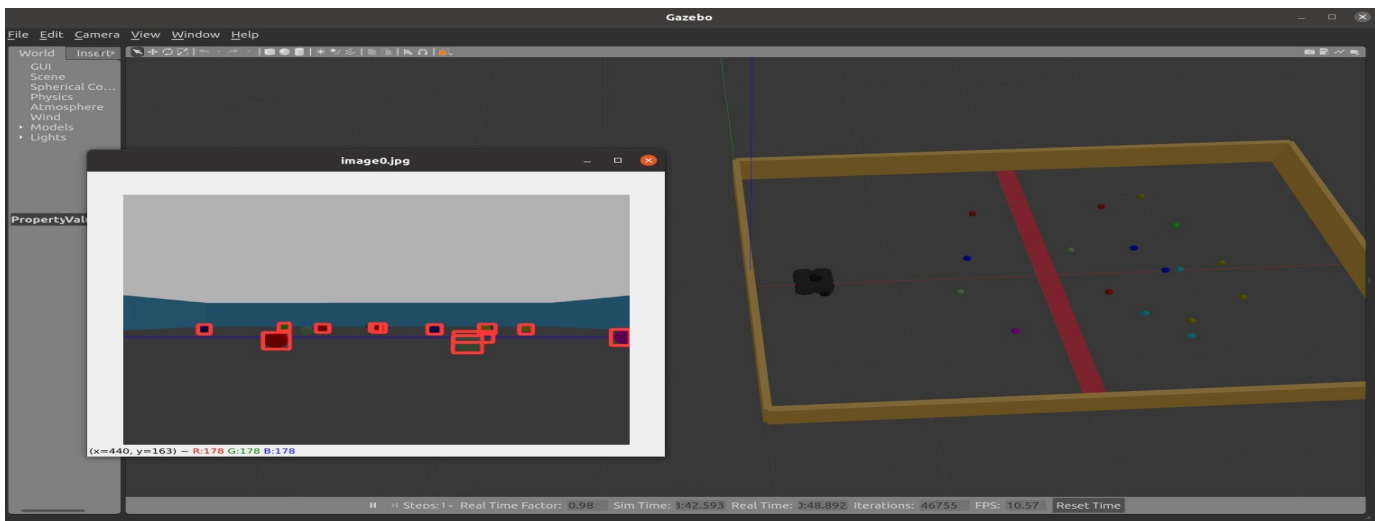 Gazebo
File Edit Camera View Window Help
World Insert
GUI
Scene
Spherical Co...
Physics
Atmosphere
Wind
Models
Lights
image0.jpg
PropertyVal
(x=440, y=163) ~ R:178 G:178 B:178
Steps: 1 Real Time Factor: 0.98 Sim Time: 3:42.593 Real Time: 0:48.892 Iterations: 46755 FPS: 10.57 Reset Time